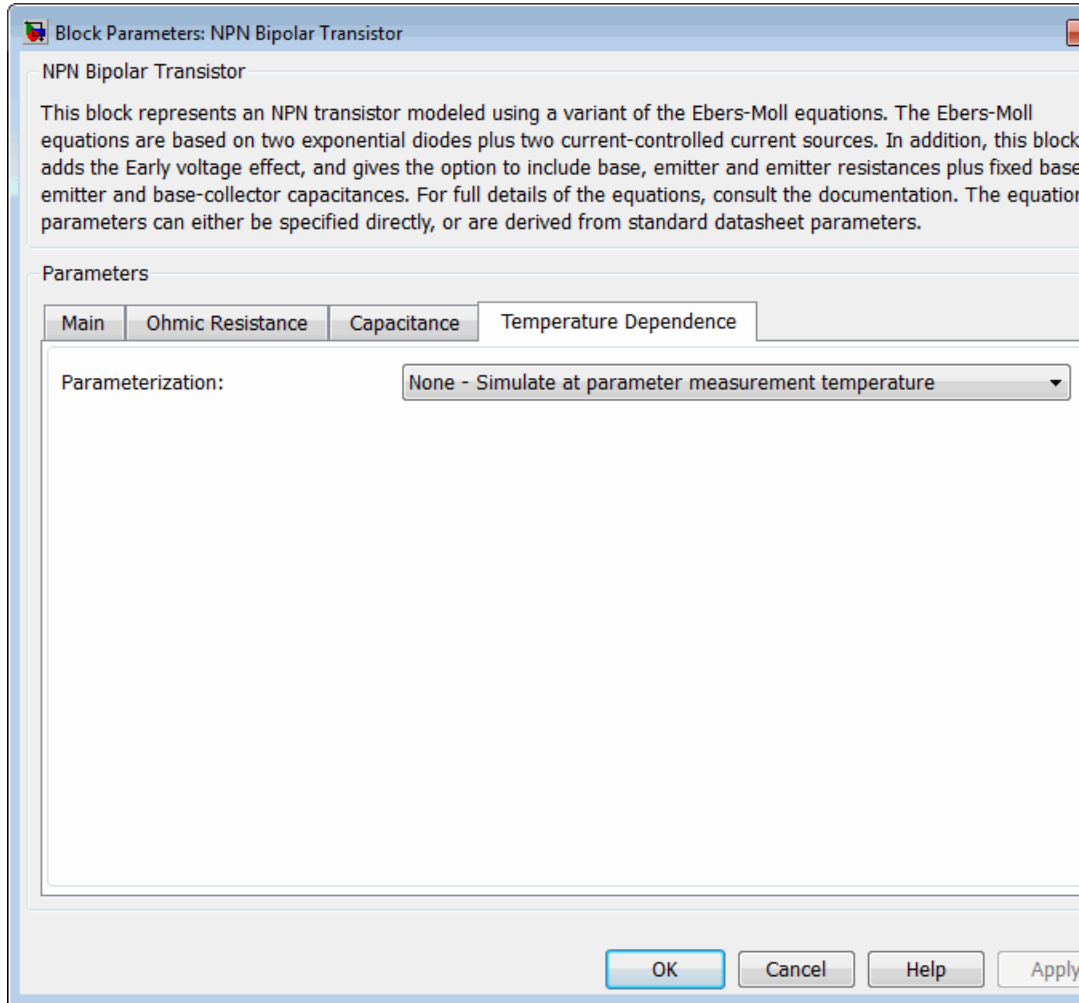 Block Parameters: NPN Bipolar Transistor
NPN Bipolar Transistor
This block represents an NPN transistor modeled using a variant of the Ebers-Moll
equations are based on two exponential diodes plus two current-controlled current sources. In addition, this block
adds the Early voltage effect, and gives the option to include base, emitter and emitter resistances plus fixed base
emitter and base-collector capacitances. For full details of the equations, consult the documentation. The equation
parameters can either be specified directly, or are derived from standard datasheet parameters.
Parameters
Main Ohmic Resistance Capacitance Temperature Dependence
Parameterization: None - Simulate at parameter measurement temperature
OK Cancel Help Apply